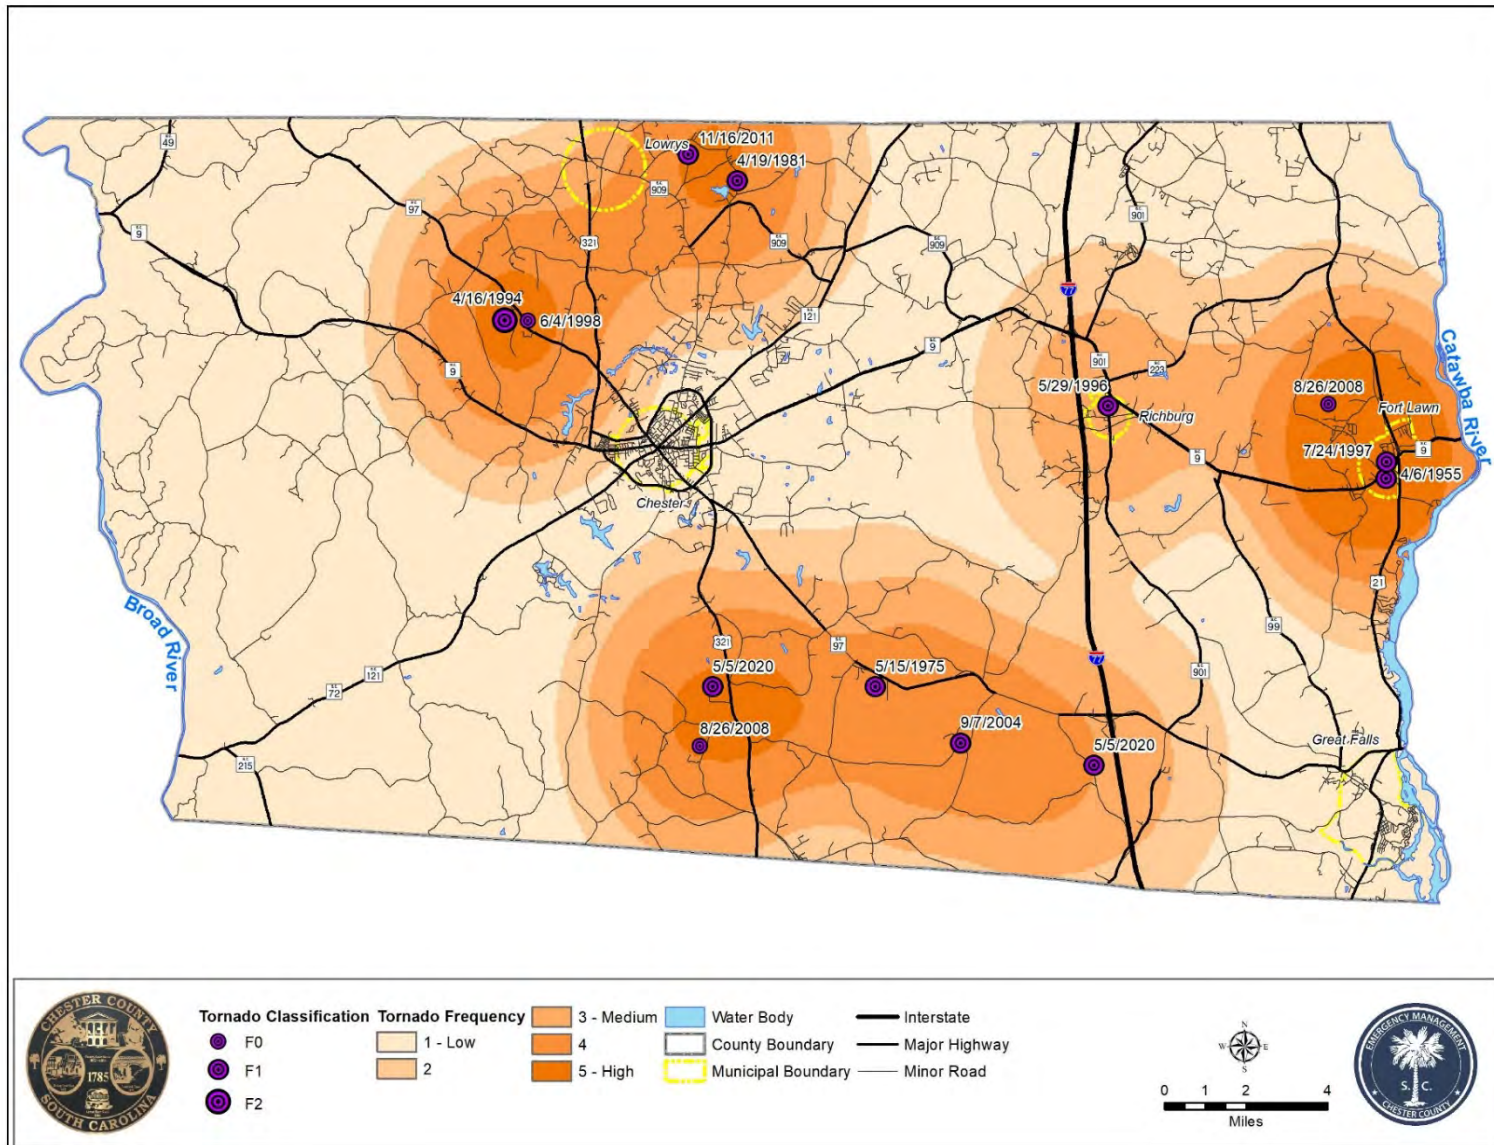 49
Lowrys
11/16/2011
4/19/1981
S.C. 909
S.C. 97
S.C. 9
321
S.C. 909
S.C. 909
S.C. 901
77
4/16/1994
6/4/1998
S.C. 121
S.C. 9
S.C. 9
S.C. 901
S.C. 223
5/29/1996
Richburg
8/26/2008
Fort Lawn
Catawba River
7/24/1997
S.C. 9
S.C. 9
4/6/1955
Chester
21
Broad River
S.C. 99
321
S.C. 97
77
S.C. 901
5/5/2020
5/15/1975
S.C. 121
S.C. 72
8/26/2008
9/7/2004
5/5/2020
Great Falls
S.C. 215
CHESTER COUNTY
1785
SOUTH CAROLINA
Tornado Classification
F0
F1
F2
Tornado Frequency
1 - Low
2
3 - Medium
4
5 - High
Water Body
County Boundary
Municipal Boundary
Interstate
Major Highway
Minor Road
N
W
E
S
0 1 2 4
Miles
EMERGENCY MANAGEMENT
S. C.
CHESTER COUNTY